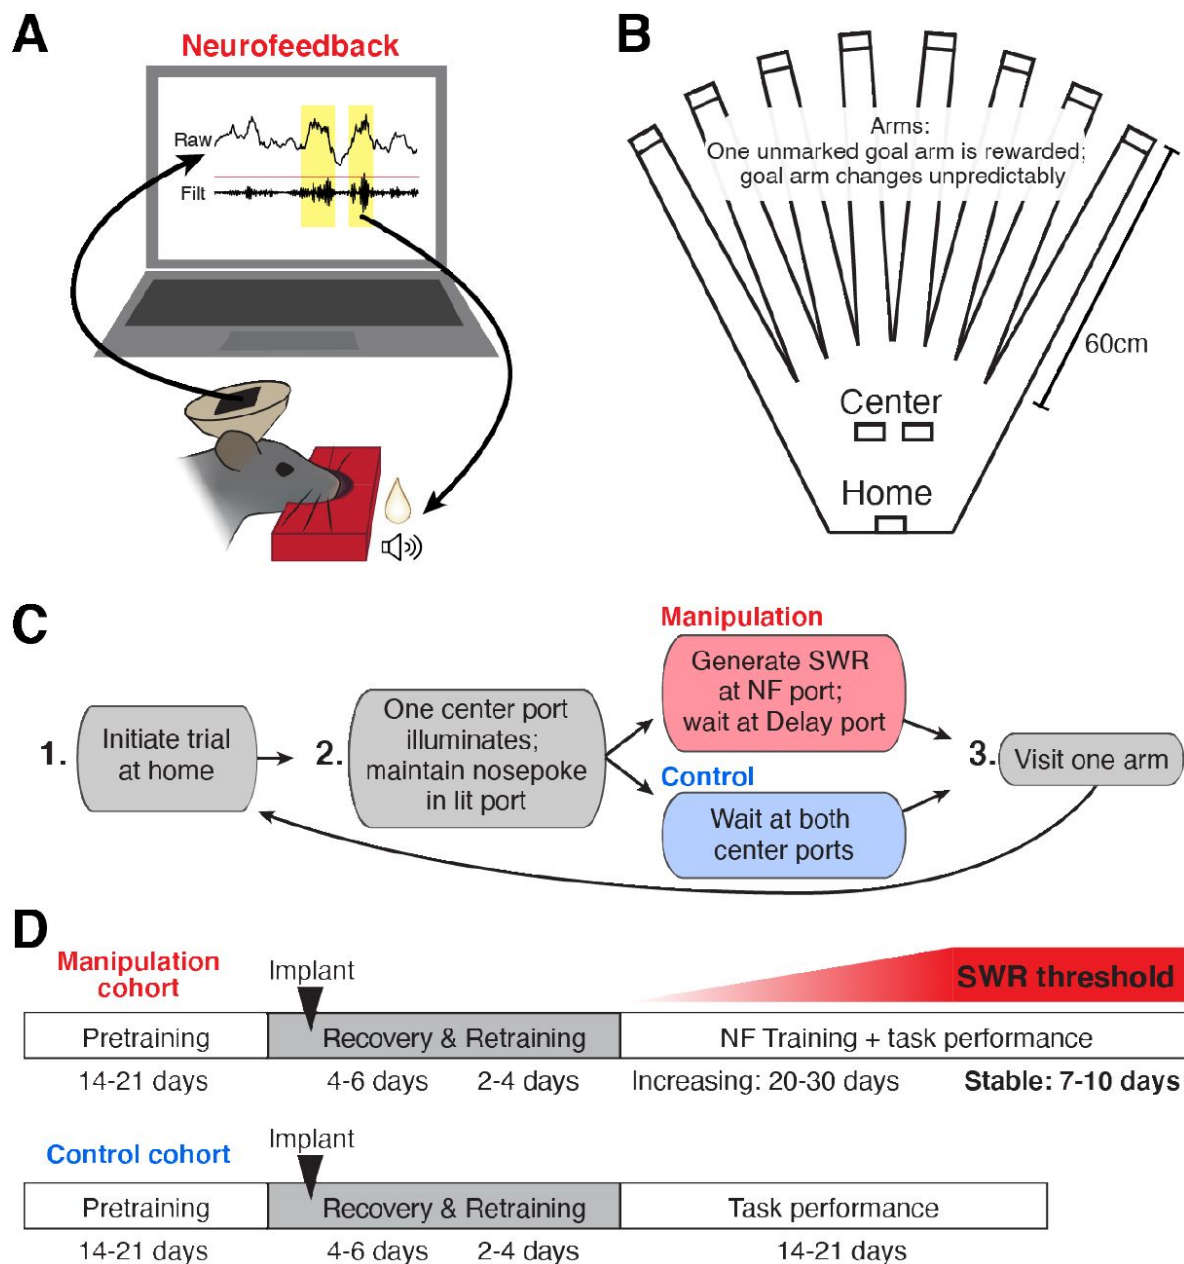 A
Neurofeedback
Raw
Filt
B
Arms:
One unmarked goal arm is rewarded;
goal arm changes unpredictably
60cm
Center
Home
C
1.
Initiate trial
at home
2.
One center port
illuminates;
maintain nosepoke
in lit port
Manipulation
Generate SWR
at NF port;
wait at Delay port
Control
Wait at both
center ports
3.
Visit one arm
D
Manipulation
cohort
Implant
SWR threshold
Pretraining
Recovery & Retraining
NF Training + task performance
14-21 days
4-6 days
2-4 days
Increasing: 20-30 days
Stable: 7-10 days
Control cohort
Implant
Pretraining
Recovery & Retraining
Task performance
14-21 days
4-6 days
2-4 days
14-21 days